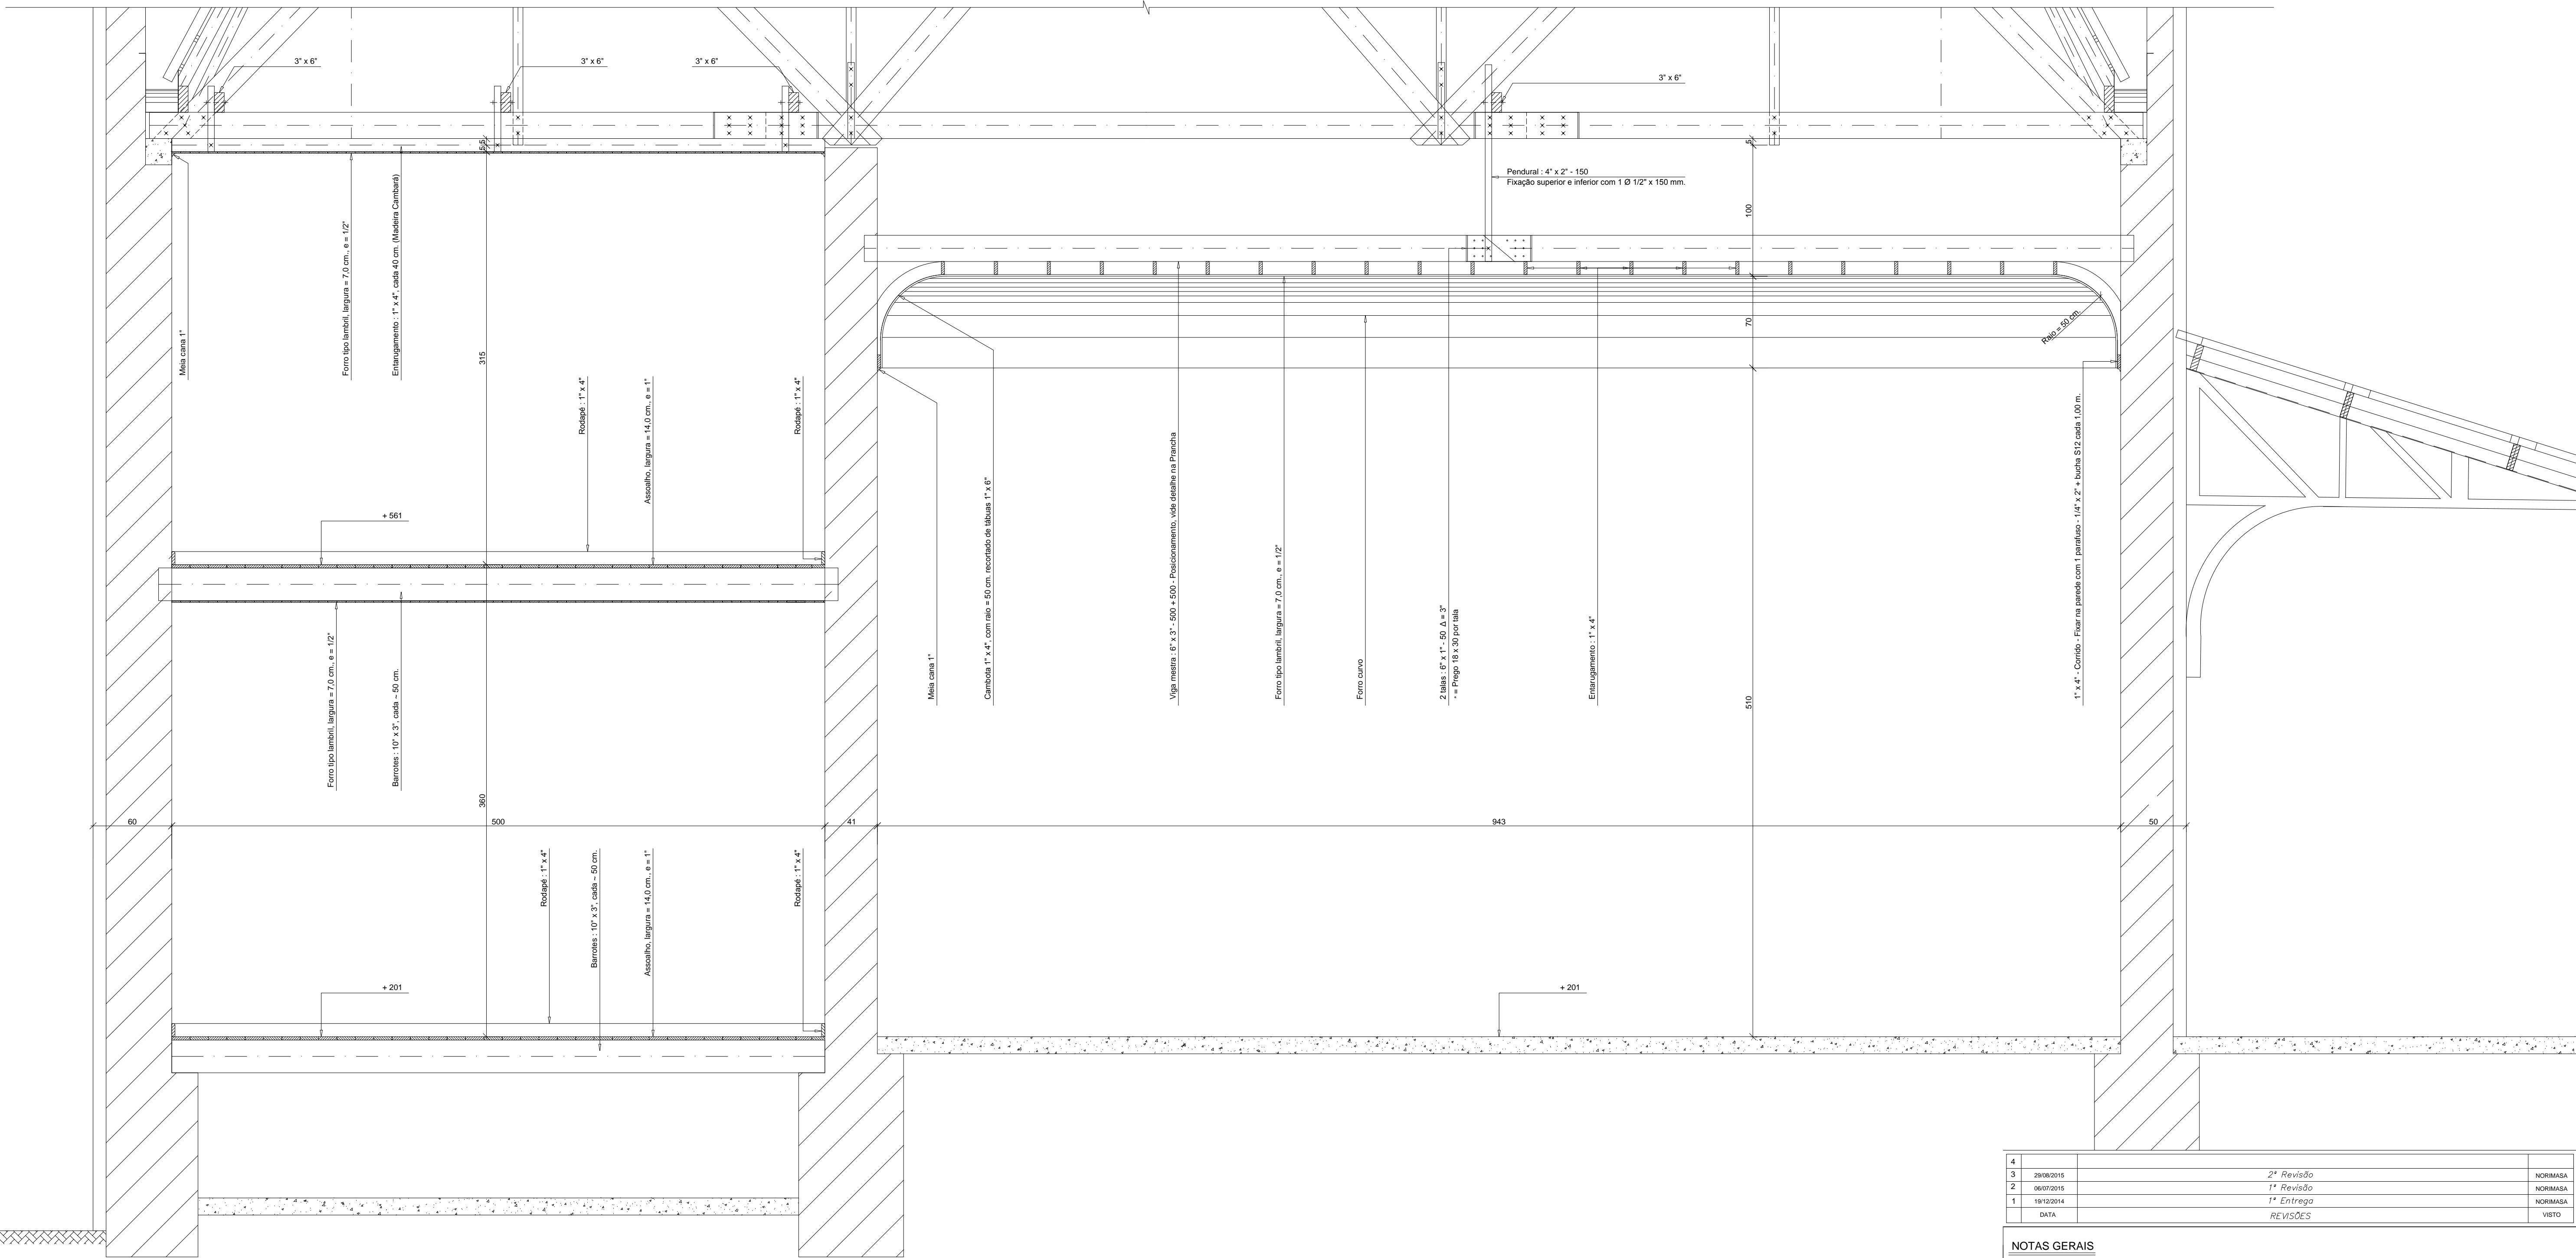 3" x 6"
3" x 6"
3" x 6"
3" x 6"
5,5
5
Pendural : 4" x 2" - 150
Fixação superior e inferior com 1 Ø 1/2" x 150 mm.
100
Meia cana 1"
Forro tipo lambril, largura = 7,0 cm., e = 1/2"
Entarugamento : 1" x 4", cada 40 cm. (Madeira Cambará)
315
Rodapé : 1" x 4"
Assoalho, largura = 14,0 cm., e = 1"
Rodapé : 1" x 4"
70
Raio = 50 cm.
+ 561
Forro tipo lambril, largura = 7,0 cm., e = 1/2"
Barrotes : 10" x 3", cada ~ 50 cm.
Meia cana 1"
Cambota 1" x 4", com raio = 50 cm. recortado de tábuas 1" x 6"
Viga mestra : 6" x 3" - 500 + 500 - Posicionamento, vide detalhe na Prancha
Forro tipo lambril, largura = 7,0 cm., e = 1/2"
Forro curvo
2 talas : 6" x 1" - 50 Δ = 3"
- = Prego 18 x 30 por tala
Entarugamento : 1" x 4"
510
1" x 4" - Corrido - Fixar na parede com 1 parafuso - 1/4" x 2" + bucha S12 cada 1,00 m.
360
60
500
41
943
50
Rodapé : 1" x 4"
Barrotes : 10" x 3", cada ~ 50 cm.
Assoalho, largura = 14,0 cm., e = 1"
Rodapé : 1" x 4"
+ 201
+ 201
4
3 29/08/2015 2ª Revisão NORIMASA
2 06/07/2015 1ª Revisão NORIMASA
1 19/12/2014 1ª Entrega NORIMASA
DATA REVISÕES VISTO
NOTAS GERAIS